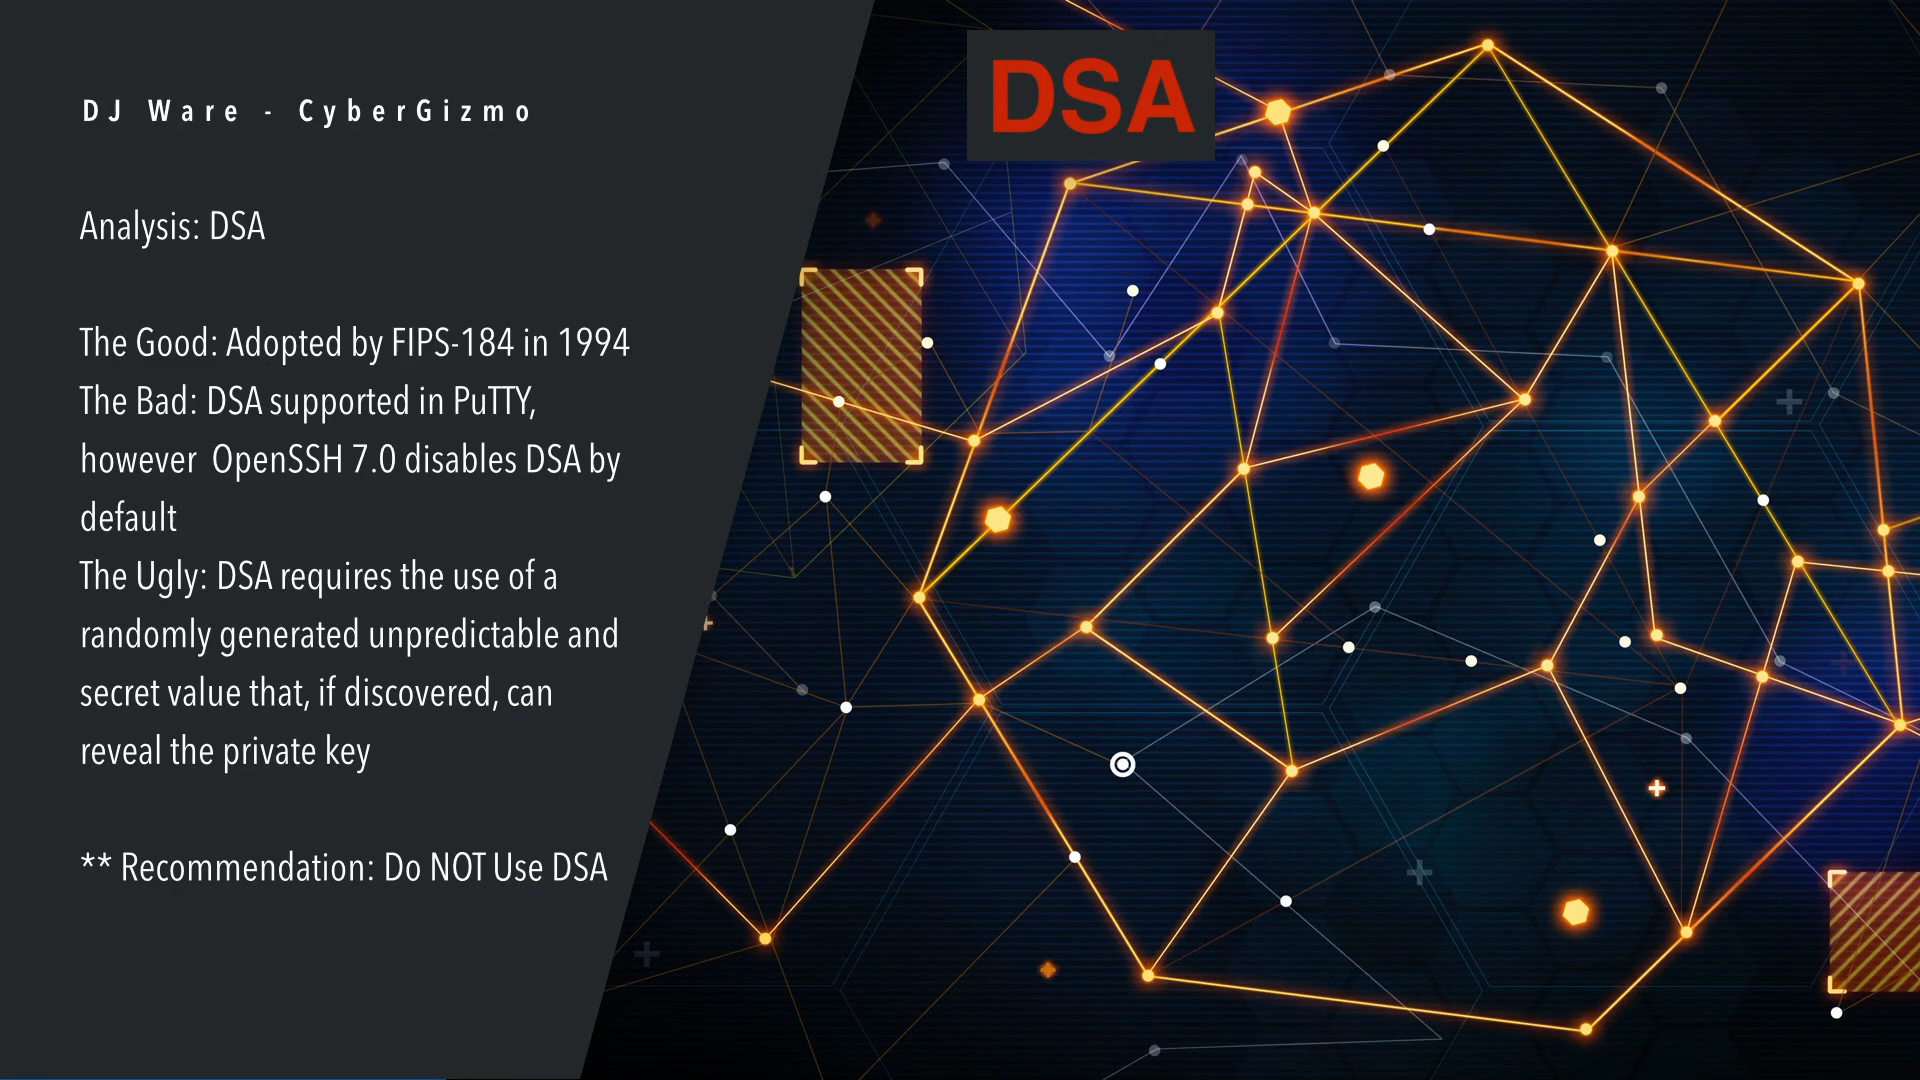 DJ Ware - CyberGizmo
DSA
Analysis: DSA
The Good: Adopted by FIPS-184 in 1994
The Bad: DSA supported in PuTTY,
however OpenSSH 7.0 disables DSA by
default
The Ugly: DSA requires the use of a
randomly generated unpredictable and
secret value that, if discovered, can
reveal the private key
** Recommendation: Do NOT Use DSA